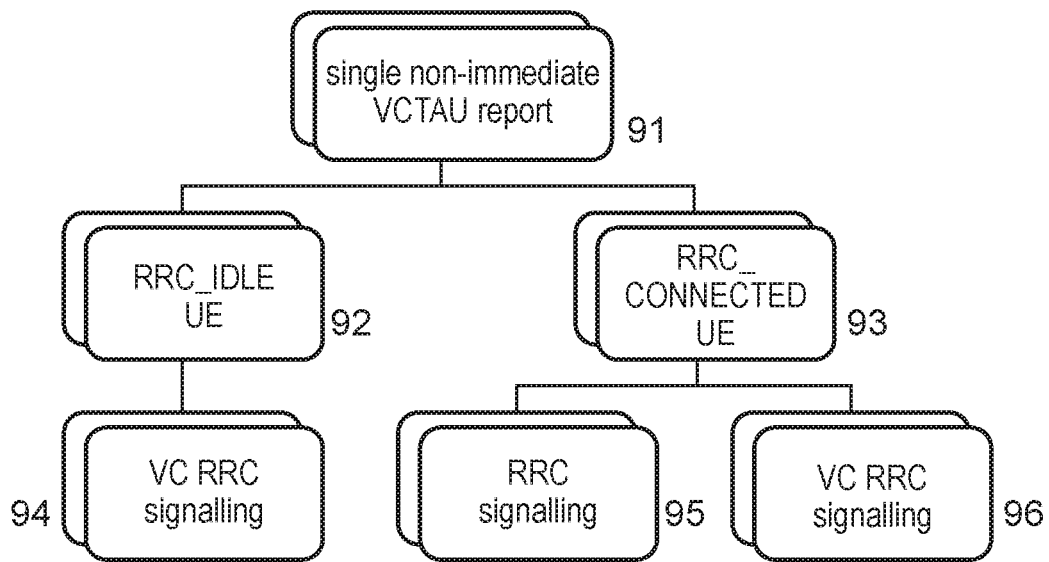 single non-immediate
VCTAU report
91
RRC_IDLE
UE
92
RRC_
CONNECTED
UE
93
94
VC RRC
signalling
RRC
signalling
95
VC RRC
signalling
96